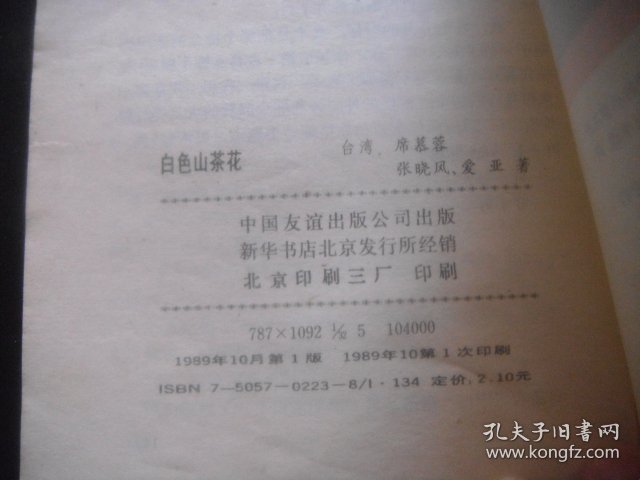 白色山茶花
台湾．席慕蓉
张晓风、爱 亚 著
中国友谊出版公司出版
新华书店北京发行所经销
北京印刷三厂 印刷
787×1092 1/32 5 104000
1989年10月第1版 1989年10第1次印刷
ISBN 7—5057—0223—8/I·134 定价：2.10元
孔夫子旧书网
www.kongfz.com